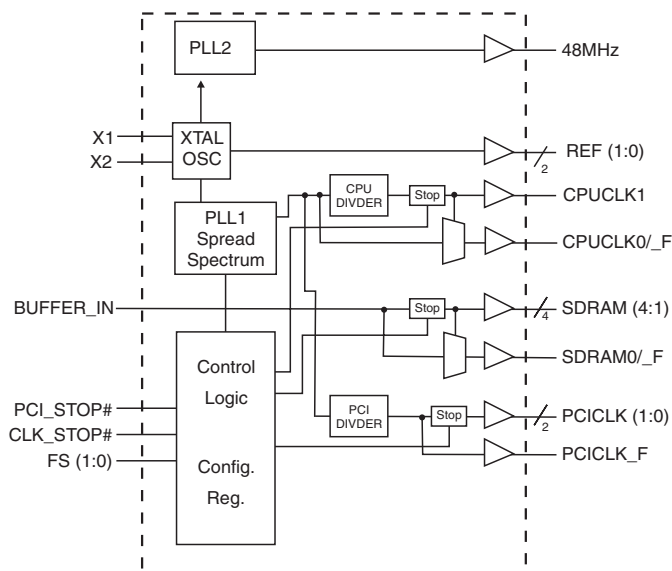 PLL2
48MHz
X1
X2
XTAL
OSC
REF (1:0)
2
CPU
DIVDER
Stop
CPUCLK1
PLL1
Spread
Spectrum
CPUCLK0/_F
BUFFER_IN
Stop
SDRAM (4:1)
4
Control
Logic
SDRAM0/_F
PCI_STOP#
CLK_STOP#
FS (1:0)
PCI
DIVDER
Stop
PCICLK (1:0)
2
PCICLK_F
Config.
Reg.